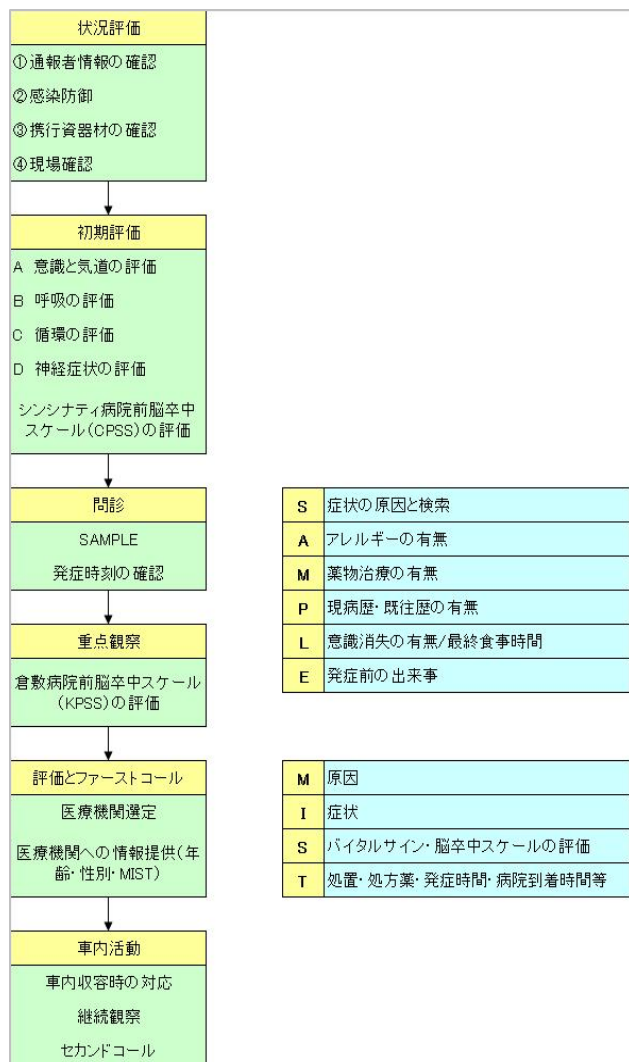 状況評価
①通報者情報の確認
②感染防御
③携行資器材の確認
④現場確認
初期評価
A 意識と気道の評価
B 呼吸の評価
C 循環の評価
D 神経症状の評価
シンシナティ病院前脳卒中
スケール(CPSS)の評価
問診
SAMPLE
発症時刻の確認
S 症状の原因と検索
A アレルギーの有無
M 薬物治療の有無
P 現病歴・既往歴の有無
L 意識消失の有無/最終食事時間
E 発症前の出来事
重点観察
倉敷病院前脳卒中スケール
(KPSS)の評価
評価とファーストコール
医療機関選定
医療機関への情報提供(年
齢・性別・MIST)
M 原因
I 症状
S バイタルサイン・脳卒中スケールの評価
T 処置・処方薬・発症時間・病院到着時間等
車内活動
車内収容時の対応
継続観察
セカンドコール